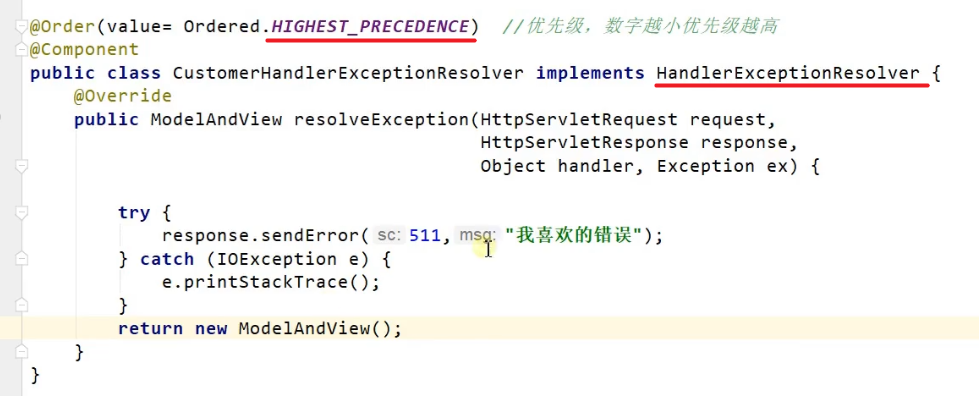 @Order(value= Ordered.HIGHEST_PRECEDENCE)  //优先级，数字越小优先级越高
@Component
public class CustomerHandlerExceptionResolver implements HandlerExceptionResolver {
    @Override
    public ModelAndView resolveException(HttpServletRequest request,
                                         HttpServletResponse response,
                                         Object handler, Exception ex) {
        try {
            response.sendError( sc: 511, msg: "我喜欢的错误");
        } catch (IOException e) {
            e.printStackTrace();
        }
        return new ModelAndView();
    }
}